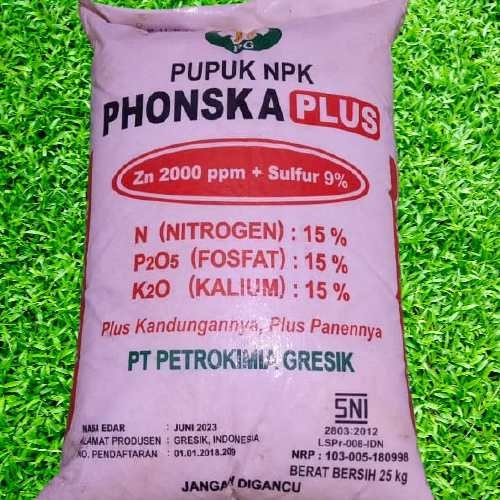 PG
PUPUK NPK
PHONSKA PLUS
Zn 2000 ppm + Sulfur 9%
N (NITROGEN) : 15 %
P2O5 (FOSFAT) : 15 %
K2O (KALIUM) : 15 %
Plus Kandungannya, Plus Panennya
PT PETROKIMIA GRESIK
MASA EDAR : JUNI 2023
ALAMAT PRODUSEN : GRESIK, INDONESIA
NO. PENDAFTARAN : 01.01.2018.209
SNI
2803:2012
LSPr-008-IDN
NRP : 103-005-180998
BERAT BERSIH 25 kg
JANGAN DIGANCU